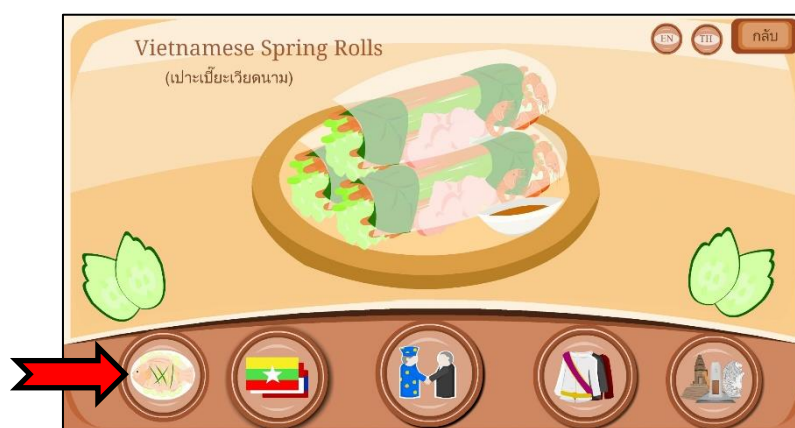 Vietnamese Spring Rolls
(เปาะเปี๊ยะเวียดนาม)
EN
TH
กลับ